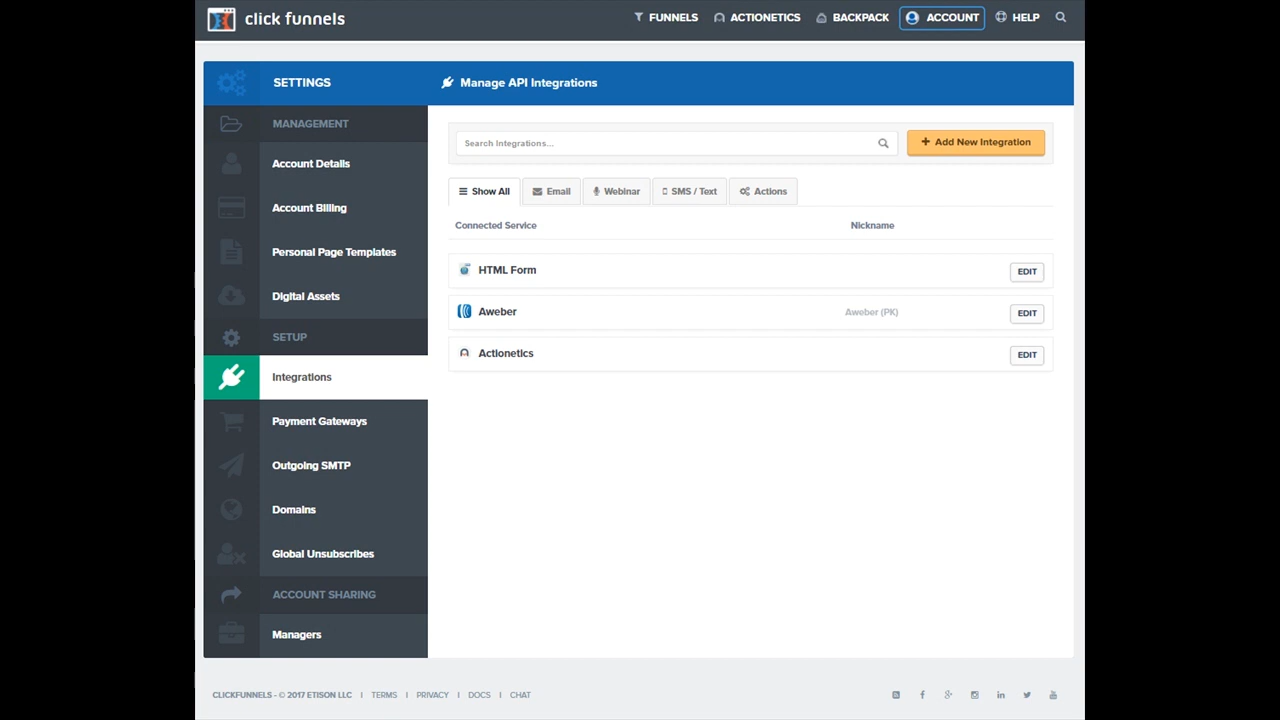 click funnels
FUNNELS ACTIONETICS BACKPACK ACCOUNT HELP
SETTINGS
Manage API Integrations
MANAGEMENT
Account Details
Account Billing
Personal Page Templates
Digital Assets
SETUP
Integrations
Payment Gateways
Outgoing SMTP
Domains
Global Unsubscribes
ACCOUNT SHARING
Managers
Search Integrations...
+ Add New Integration
Show All Email Webinar SMS / Text Actions
Connected Service Nickname
HTML Form EDIT
Aweber Aweber (PK) EDIT
Actionetics EDIT
CLICKFUNNELS - © 2017 ETISON LLC | TERMS | PRIVACY | DOCS | CHAT